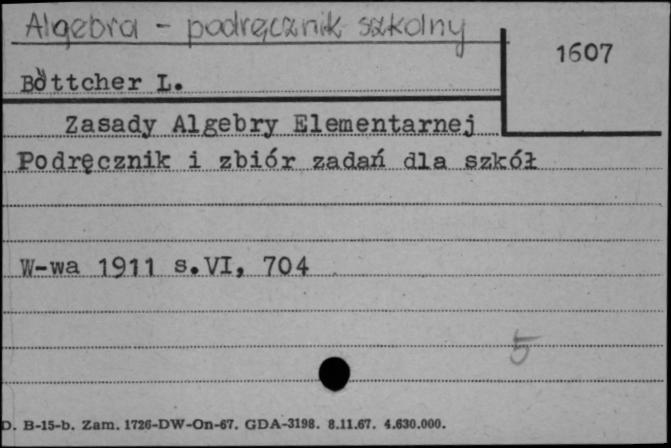 Algebra - podręcznik szkolny
1607
Böttcher L.
Zasady Algebry Elementarnej
Podręcznik i zbiór zadań dla szkół
W-wa 1911 s.VI, 704
5
D. B-15-b. Zam. 1726-DW-On-67. GDA-3198. 8.11.67. 4.630.000.